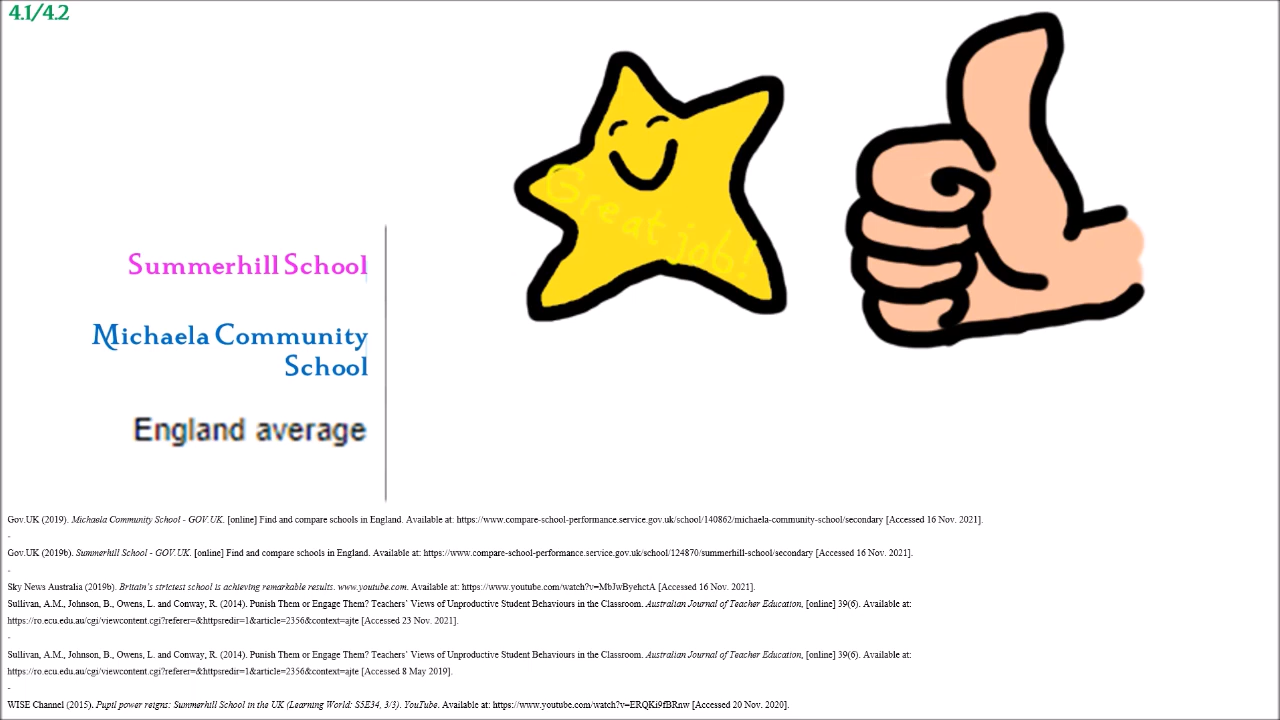 4.1/4.2
Great job!
Summerhill School
Michaela Community
School
England average
Gov.UK (2019). Michaela Community School - GOV.UK. [online] Find and compare schools in England. Available at: https://www.compare-school-performance.service.gov.uk/school/140862/michaela-community-school/secondary [Accessed 16 Nov. 2021].
-
Gov.UK (2019b). Summerhill School - GOV.UK. [online] Find and compare schools in England. Available at: https://www.compare-school-performance.service.gov.uk/school/124870/summerhill-school/secondary [Accessed 16 Nov. 2021].
-
Sky News Australia (2019b). Britain's strictest school is achieving remarkable results. www.youtube.com. Available at: https://www.youtube.com/watch?v=MbJwByehctA [Accessed 16 Nov. 2021].
Sullivan, A.M., Johnson, B., Owens, L. and Conway, R. (2014). Punish Them or Engage Them? Teachers' Views of Unproductive Student Behaviours in the Classroom. Australian Journal of Teacher Education, [online] 39(6). Available at:
https://ro.ecu.edu.au/cgi/viewcontent.cgi?referer=&httpsredir=1&article=2356&context=ajte [Accessed 23 Nov. 2021].
-
Sullivan, A.M., Johnson, B., Owens, L. and Conway, R. (2014). Punish Them or Engage Them? Teachers' Views of Unproductive Student Behaviours in the Classroom. Australian Journal of Teacher Education, [online] 39(6). Available at:
https://ro.ecu.edu.au/cgi/viewcontent.cgi?referer=&httpsredir=1&article=2356&context=ajte [Accessed 8 May 2019].
-
WISE Channel (2015). Pupil power reigns: Summerhill School in the UK (Learning World: S5E34, 3/3). YouTube. Available at: https://www.youtube.com/watch?v=ERQKi9fBRnw [Accessed 20 Nov. 2020].